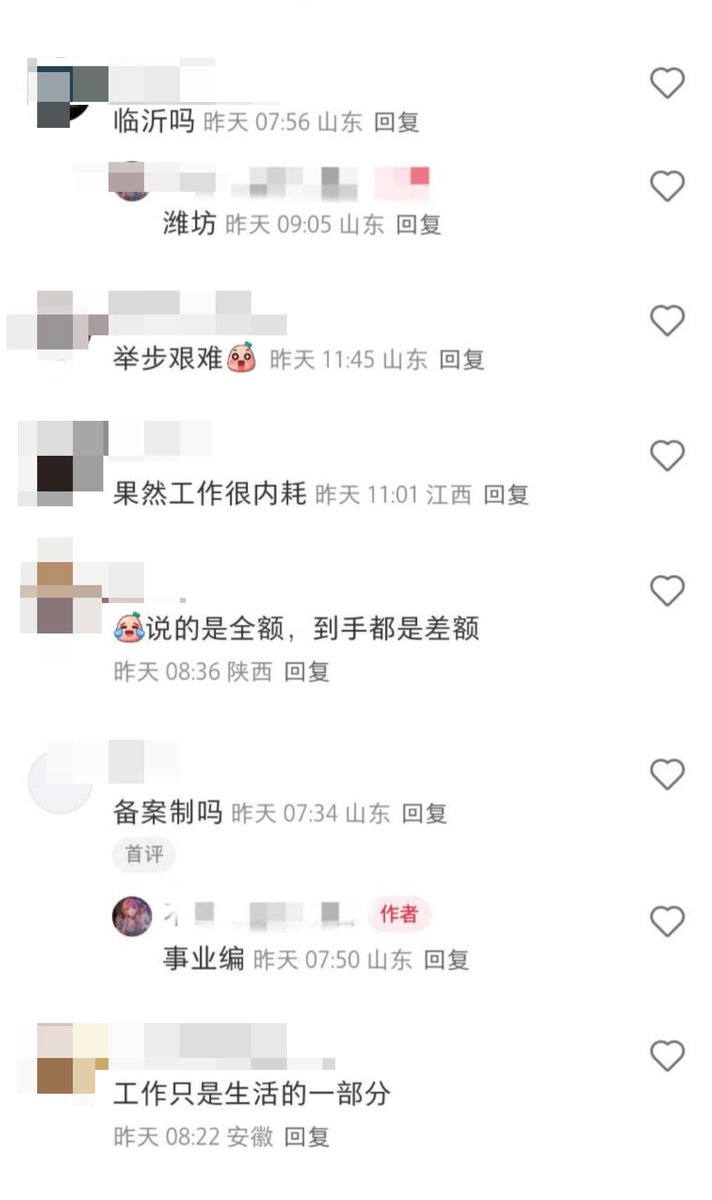 临沂吗 昨天 07:56 山东 回复
潍坊 昨天 09:05 山东 回复
举步艰难 昨天 11:45 山东 回复
果然工作很内耗 昨天 11:01 江西 回复
说的是全额，到手都是差额
昨天 08:36 陕西 回复
备案制吗 昨天 07:34 山东 回复
首评
作者
事业编 昨天 07:50 山东 回复
工作只是生活的一部分
昨天 08:22 安徽 回复